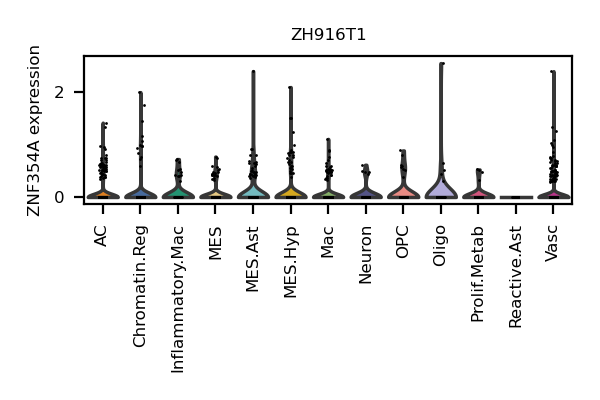 ZH916T1
ZNF354A expression
2
0
AC
Chromatin.Reg
Inflammatory.Mac
MES
MES.Ast
MES.Hyp
Mac
Neuron
OPC
Oligo
Prolif.Metab
Reactive.Ast
Vasc